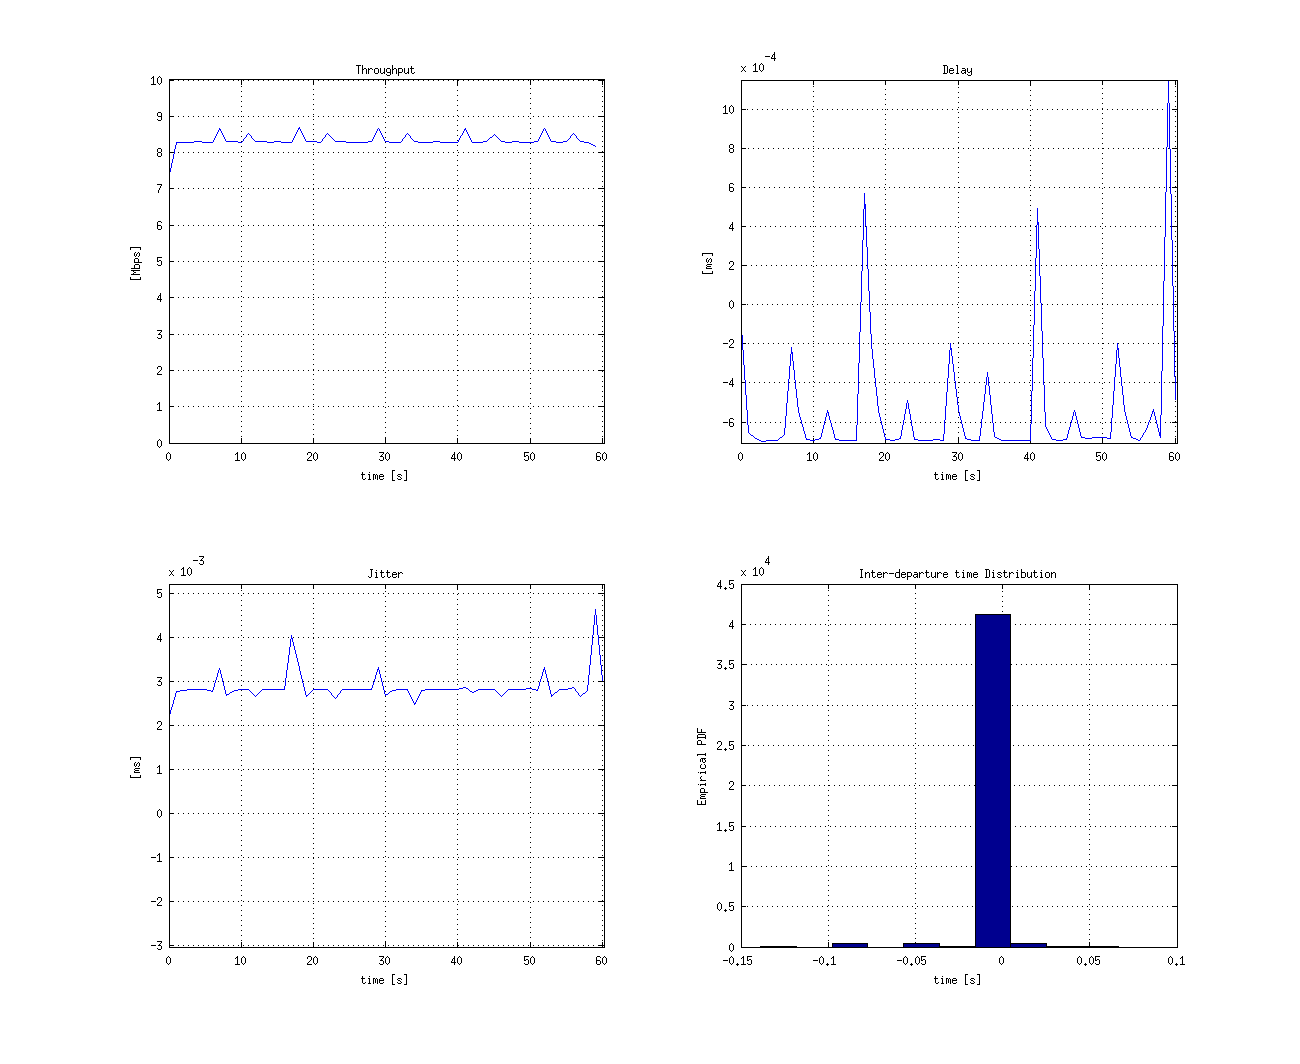 Throughput
10
9
8
7
6
5
4
3
2
1
0
[Mbps]
0 10 20 30 40 50 60
time [s]
x 10 -4
Delay
10
8
6
4
2
0
-2
-4
-6
[ms]
0 10 20 30 40 50 60
time [s]
x 10 -3
Jitter
5
4
3
2
1
0
-1
-2
-3
[ms]
0 10 20 30 40 50 60
time [s]
x 10 4
Inter-departure time Distribution
4.5
4
3.5
3
2.5
2
1.5
1
0.5
0
Empirical PDF
-0.15 -0.1 -0.05 0 0.05 0.1
time [s]